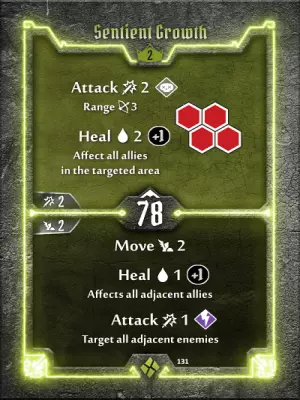 Sentient Growth
2
Attack 2
Range 3
Heal 2 +1
Affect all allies
in the targeted area
2
78
2
Move 2
Heal 1 +1
Affects all adjacent allies
Attack 1
Target all adjacent enemies
131